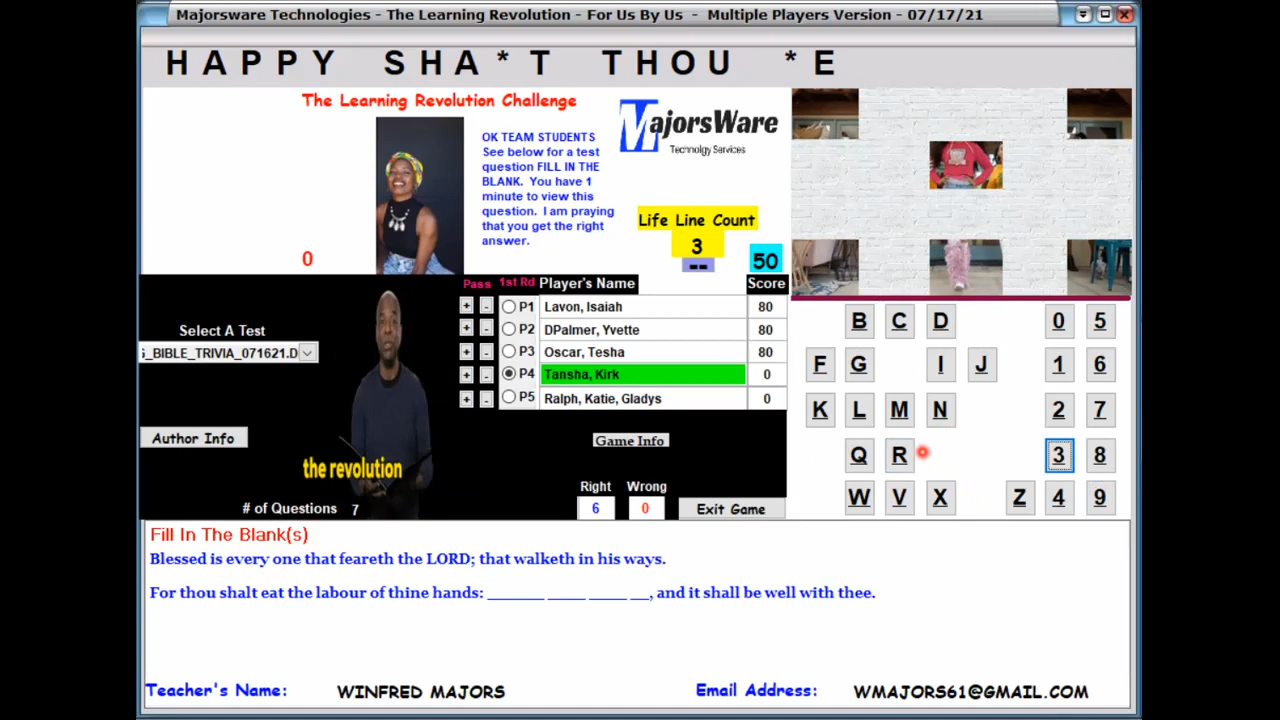 Majorsware Technologies - The Learning Revolution - For Us By Us - Multiple Players Version - 07/17/21
HAPPY SHA*T THOU *E
The Learning Revolution Challenge
MajorsWare
Technolgy Services
OK TEAM STUDENTS
See below for a test
question FILL IN THE
BLANK. You have 1
minute to view this
question. I am praying
that you get the right
answer.
Life Line Count
3
--
50
0
Pass 1st Rd Player's Name Score
+ - P1 Lavon, Isaiah 80
+ - P2 DPalmer, Yvette 80
+ - P3 Oscar, Tesha 80
+ - P4 Tansha, Kirk 0
+ - P5 Ralph, Katie, Gladys 0
Select A Test
_BIBLE_TRIVIA_071621.D
Author Info
the revolution
# of Questions 7
Game Info
Right Wrong
6 0
Exit Game
B C D 0 5
F G I J 1 6
K L M N 2 7
Q R 3 8
W V X Z 4 9
Fill In The Blank(s)
Blessed is every one that feareth the LORD; that walketh in his ways.
For thou shalt eat the labour of thine hands: _______ _____ _____ __, and it shall be well with thee.
Teacher's Name: WINFRED MAJORS Email Address: WMAJORS61@GMAIL.COM